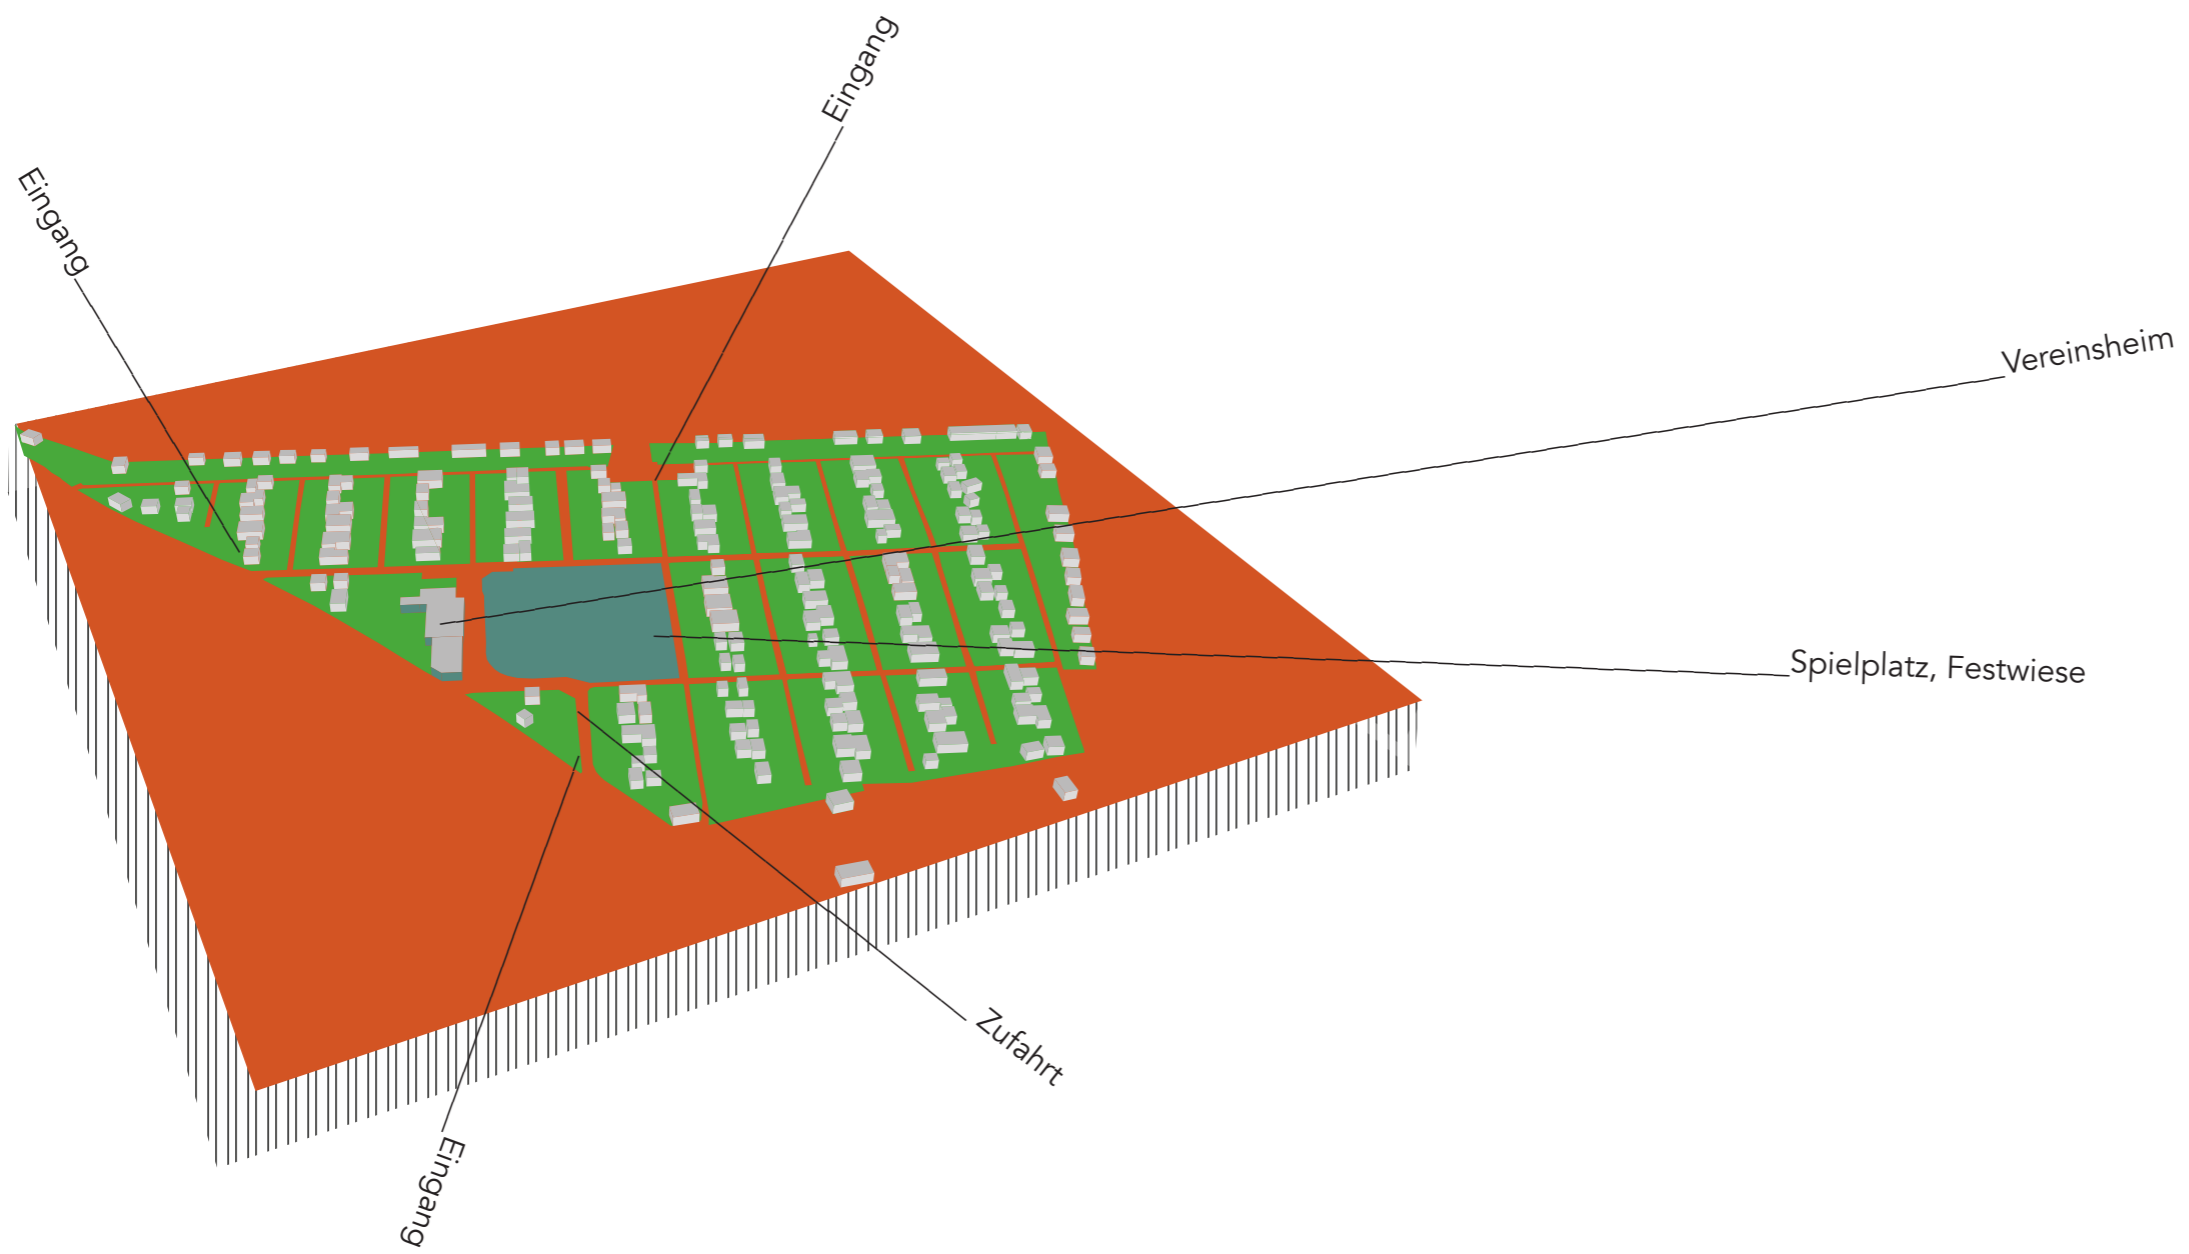 Eingang
Eingang
Vereinsheim
Spielplatz, Festwiese
Zufahrt
Eingang